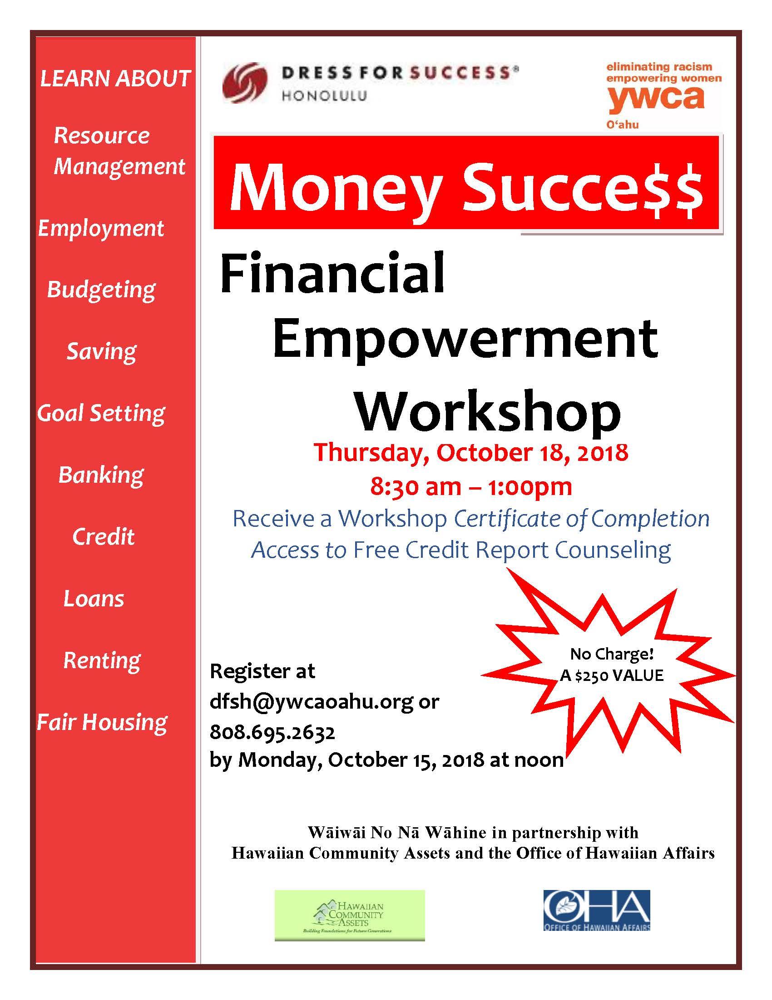 LEARN ABOUT
Resource
Management
Employment
Budgeting
Saving
Goal Setting
Banking
Credit
Loans
Renting
Fair Housing
DRESS FOR SUCCESS®
HONOLULU
eliminating racism
empowering women
ywca
Oʻahu
Money Succe$$
Financial
Empowerment
Workshop
Thursday, October 18, 2018
8:30 am – 1:00pm
Receive a Workshop Certificate of Completion
Access to Free Credit Report Counseling
No Charge!
A $250 VALUE
Register at
dfsh@ywcaoahu.org or
808.695.2632
by Monday, October 15, 2018 at noon
Wāiwāi No Nā Wāhine in partnership with
Hawaiian Community Assets and the Office of Hawaiian Affairs
HAWAIIAN
COMMUNITY
ASSETS
Building Foundations for Future Generations
OHA
OFFICE OF HAWAIIAN AFFAIRS